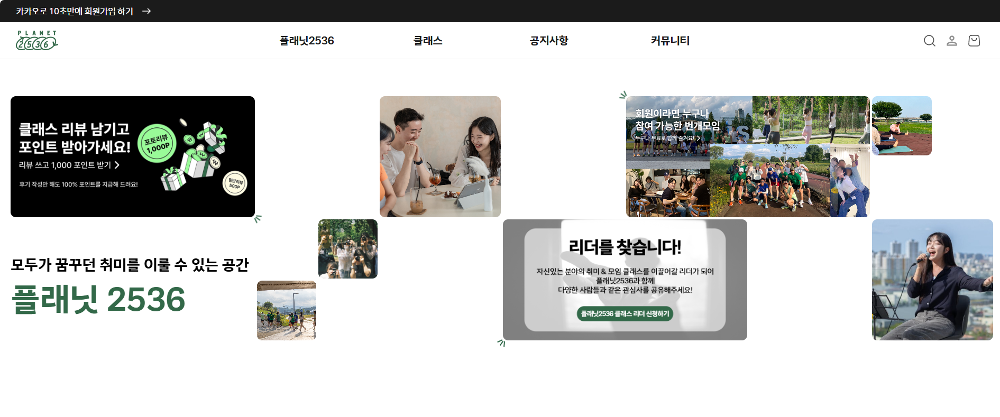 카카오로 10초만에 회원가입 하기
PLANET
2536
플래닛2536
클래스
공지사항
커뮤니티
클래스 리뷰 남기고
포인트 받아가세요!
리뷰 쓰고 1,000 포인트 받기
후기 작성만 해도 100% 포인트를 지급해 드려요!
포토리뷰
1,000P
일반리뷰
500P
회원이라면 누구나
참여 가능한 번개모임
누구나 무료로 함께 즐겨요!
모두가 꿈꾸던 취미를 이룰 수 있는 공간
플래닛 2536
리더를 찾습니다!
자신있는 분야의 취미 & 모임 클래스를 이끌어갈 리더가 되어
플래닛2536과 함께
다양한 사람들과 같은 관심사를 공유해주세요!
플래닛2536 클래스 리더 신청하기